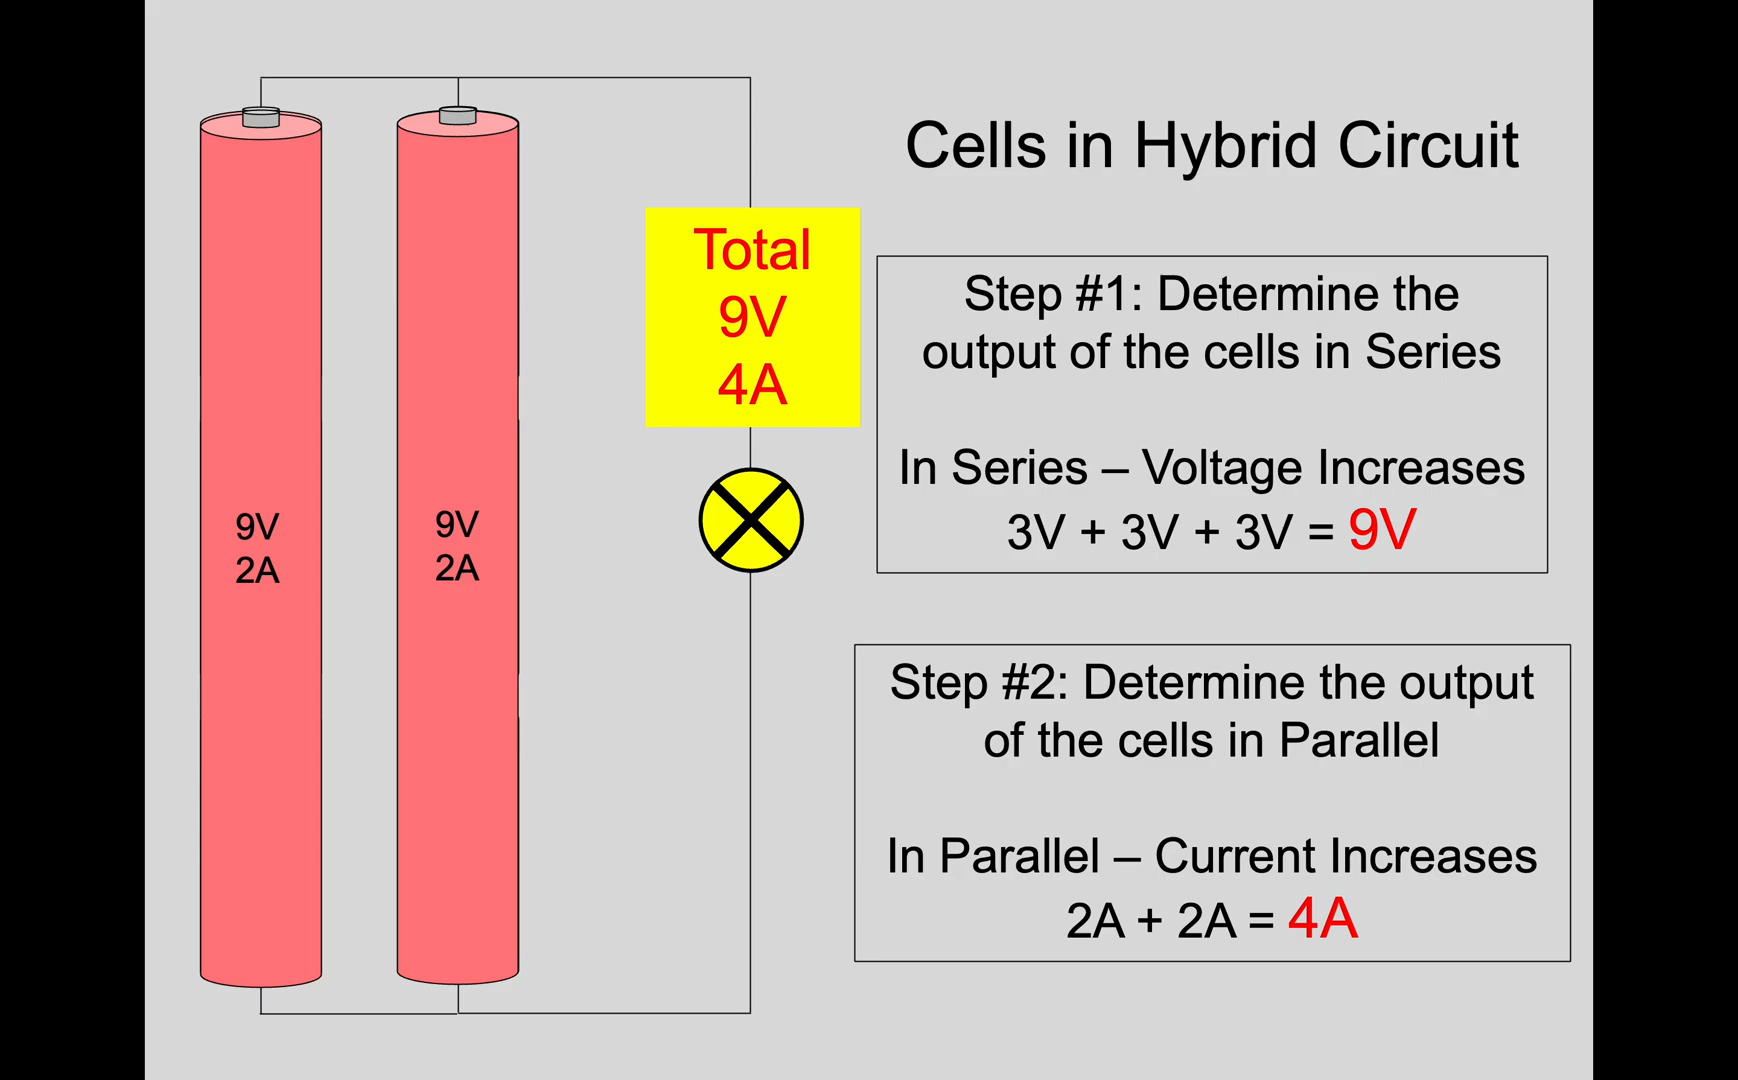 Cells in Hybrid Circuit
Total
9V
4A
Step #1: Determine the
output of the cells in Series
In Series – Voltage Increases
3V + 3V + 3V = 9V
9V
2A
9V
2A
Step #2: Determine the output
of the cells in Parallel
In Parallel – Current Increases
2A + 2A = 4A